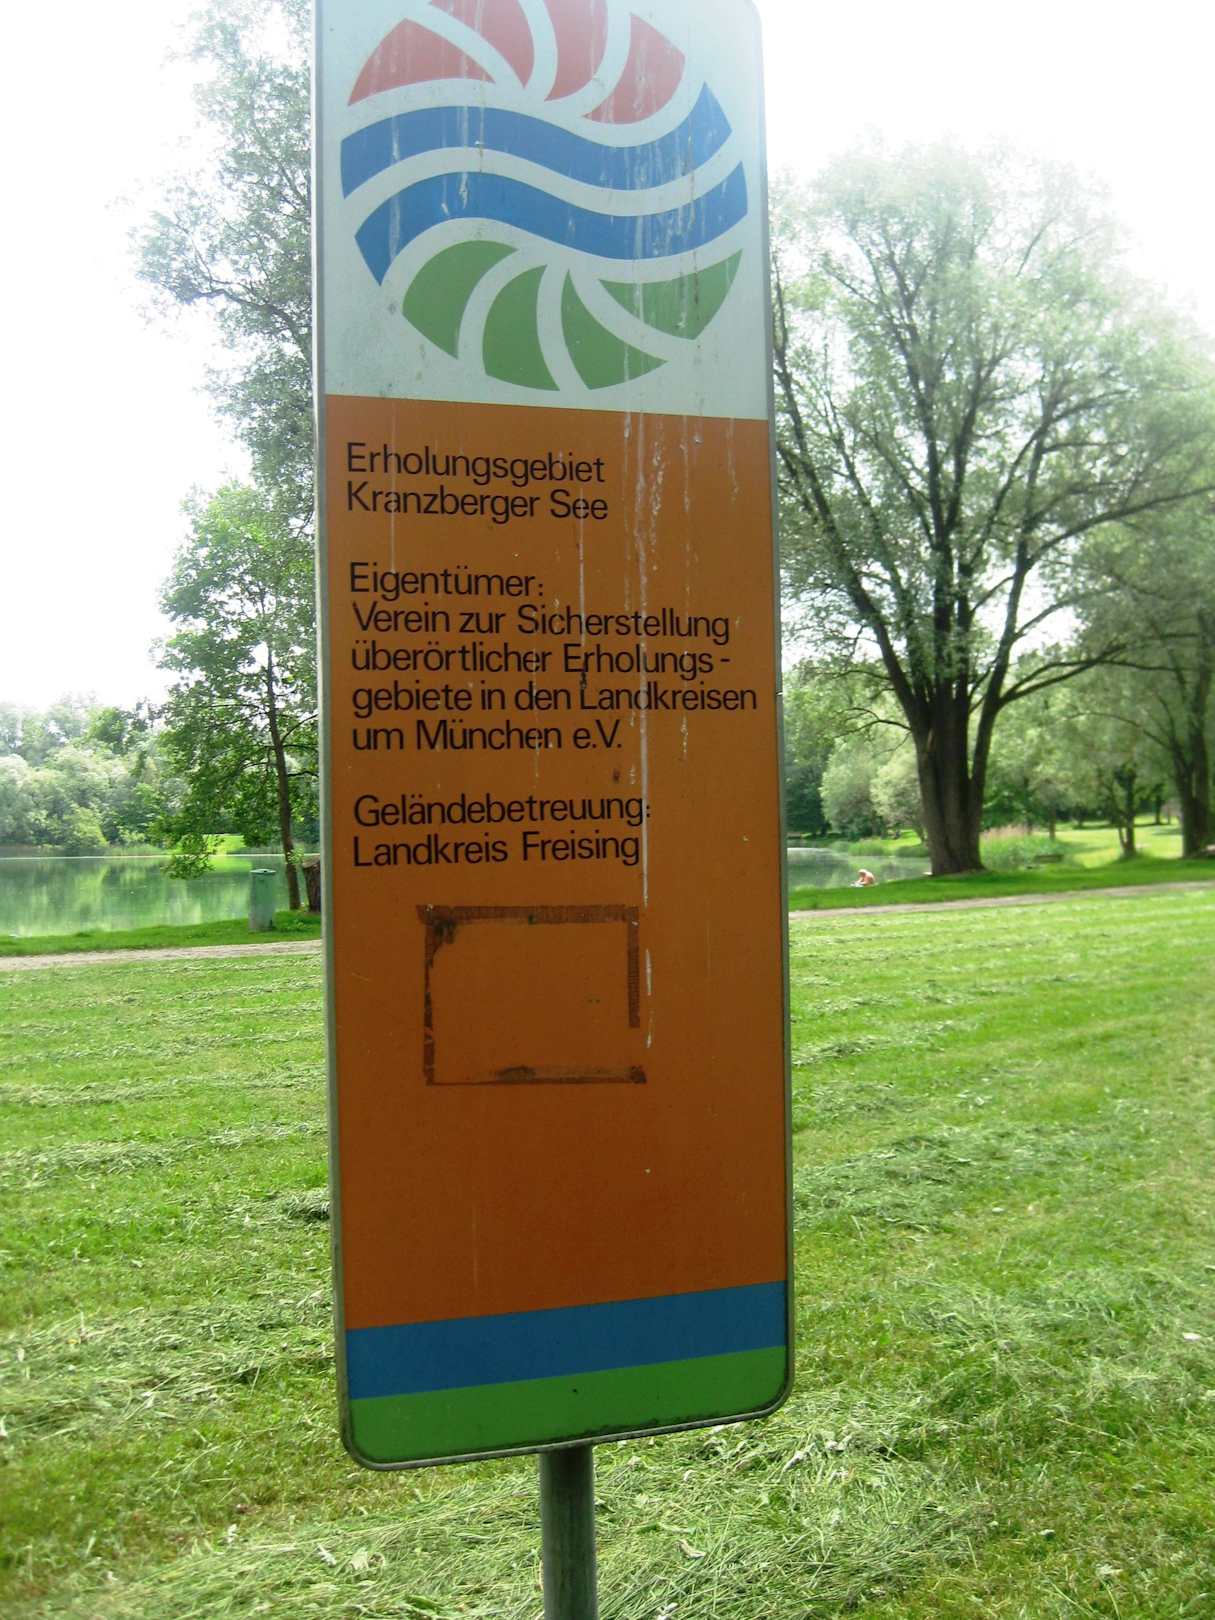 Erholungsgebiet
Kranzberger See
Eigentümer:
Verein zur Sicherstellung
überörtlicher Erholungs-
gebiete in den Landkreisen
um München e.V.
Geländebetreuung:
Landkreis Freising